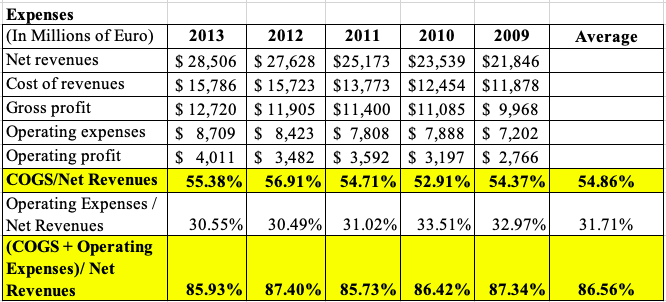 Expenses
(In Millions of Euro) 2013 2012 2011 2010 2009 Average
Net revenues $ 28,506 $ 27,628 $25,173 $23,539 $21,846
Cost of revenues $ 15,786 $ 15,723 $13,773 $12,454 $11,878
Gross profit $ 12,720 $ 11,905 $11,400 $11,085 $ 9,968
Operating expenses $ 8,709 $ 8,423 $ 7,808 $ 7,888 $ 7,202
Operating profit $ 4,011 $ 3,482 $ 3,592 $ 3,197 $ 2,766
COGS/Net Revenues 55.38% 56.91% 54.71% 52.91% 54.37% 54.86%
Operating Expenses /
Net Revenues 30.55% 30.49% 31.02% 33.51% 32.97% 31.71%
(COGS + Operating
Expenses)/ Net
Revenues 85.93% 87.40% 85.73% 86.42% 87.34% 86.56%